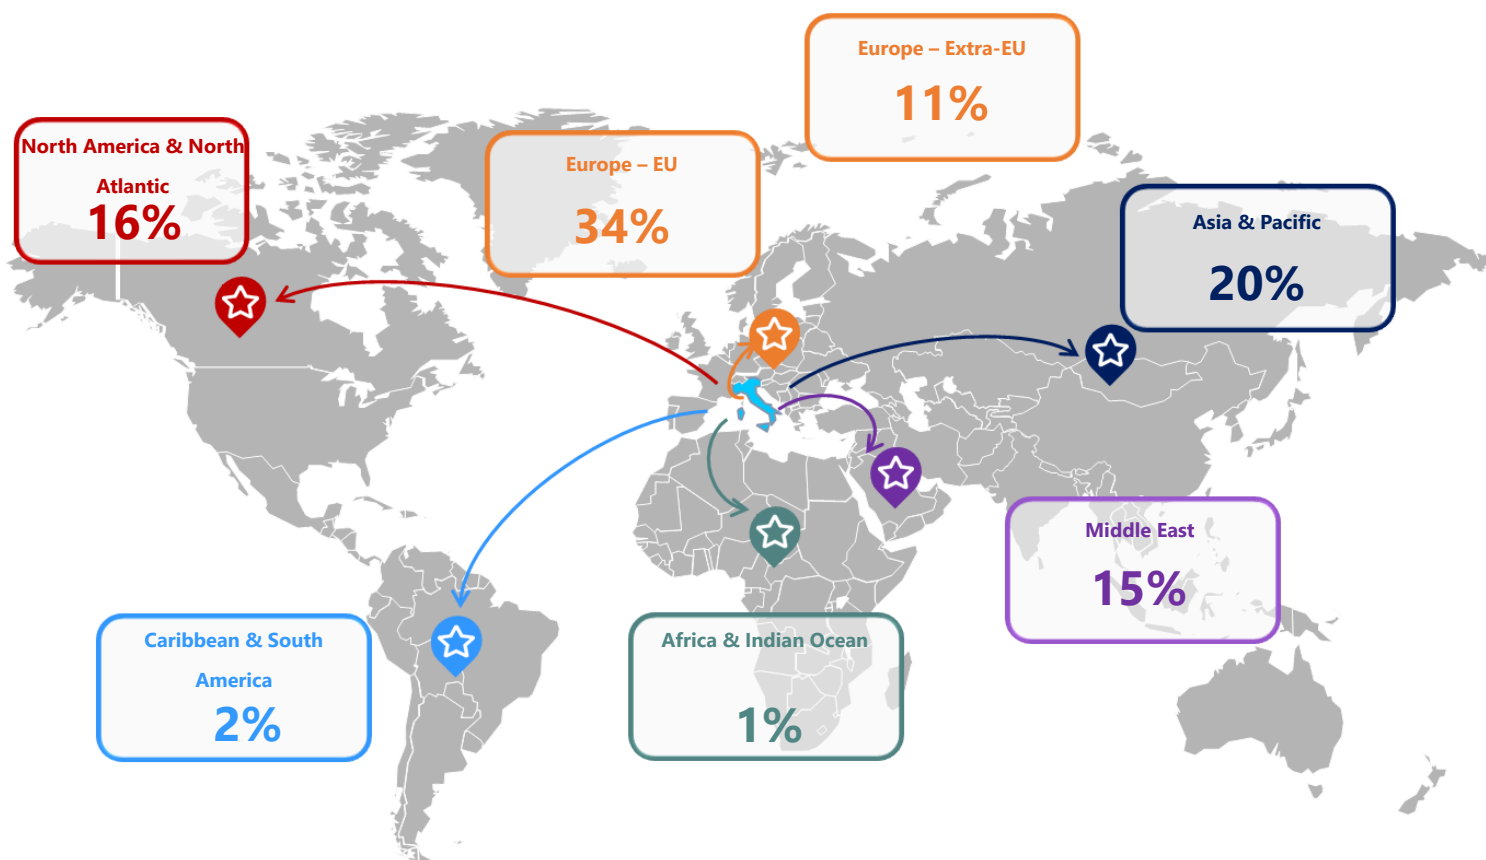 Europe – Extra-EU
11%
North America & North
Atlantic
16%
Europe – EU
34%
Asia & Pacific
20%
Middle East
15%
Caribbean & South
America
2%
Africa & Indian Ocean
1%